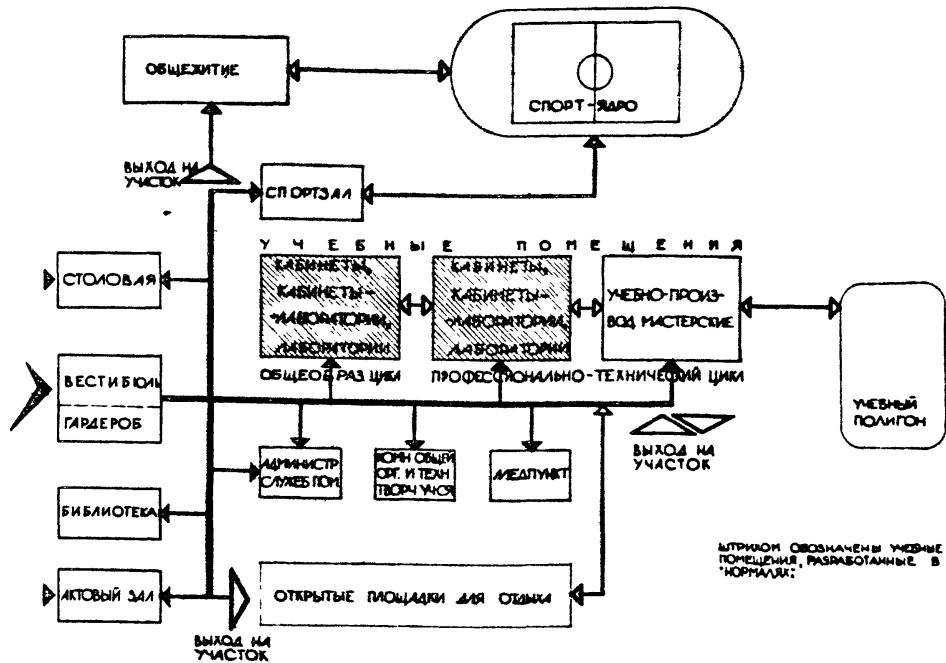 ОБЩЕЖИТИЕ
СПОРТ-ЯДРО
ВЫХОД НА
УЧАСТОК
СПОРТЗАЛ
УЧЕБНЫЕ ПОМЕЩЕНИЯ
СТОЛОВАЯ
КАБИНЕТЫ,
КАБИНЕТЫ-
-ЛАБОРАТОРИИ,
ЛАБОРАТОРИИ
КАБИНЕТЫ,
КАБИНЕТЫ-
-ЛАБОРАТОРИИ,
ЛАБОРАТОРИИ
УЧЕБНО-ПРОИЗ-
ВОД МАСТЕРСКИЕ
ОБЩЕОБРАЗ ЦИКЛ
ПРОФЕССИОНАЛЬНО-ТЕХНИЧЕСКИЙ ЦИКЛ
ВЕСТИБЮЛЬ
ГАРДЕРОБ
УЧЕБНЫЙ
ПОЛИГОН
ВЫХОД НА
УЧАСТОК
АДМИНИСТР
СЛУЖЕБ ПОМ.
КОМН ОБЩЕЙ
ОРГ. И ТЕХН
ТВОРЧ УЧСЯ
МЕДПУНКТ
БИБЛИОТЕКА
ШТРИХОМ ОБОЗНАЧЕНЫ УЧЕБНЫЕ
ПОМЕЩЕНИЯ, РАЗРАБОТАННЫЕ В
"НОРМАЛЯХ;
АКТОВЫЙ ЗАЛ
ОТКРЫТЫЕ ПЛОЩАДКИ ДЛЯ ОТДЫХА
ВЫХОД НА
УЧАСТОК